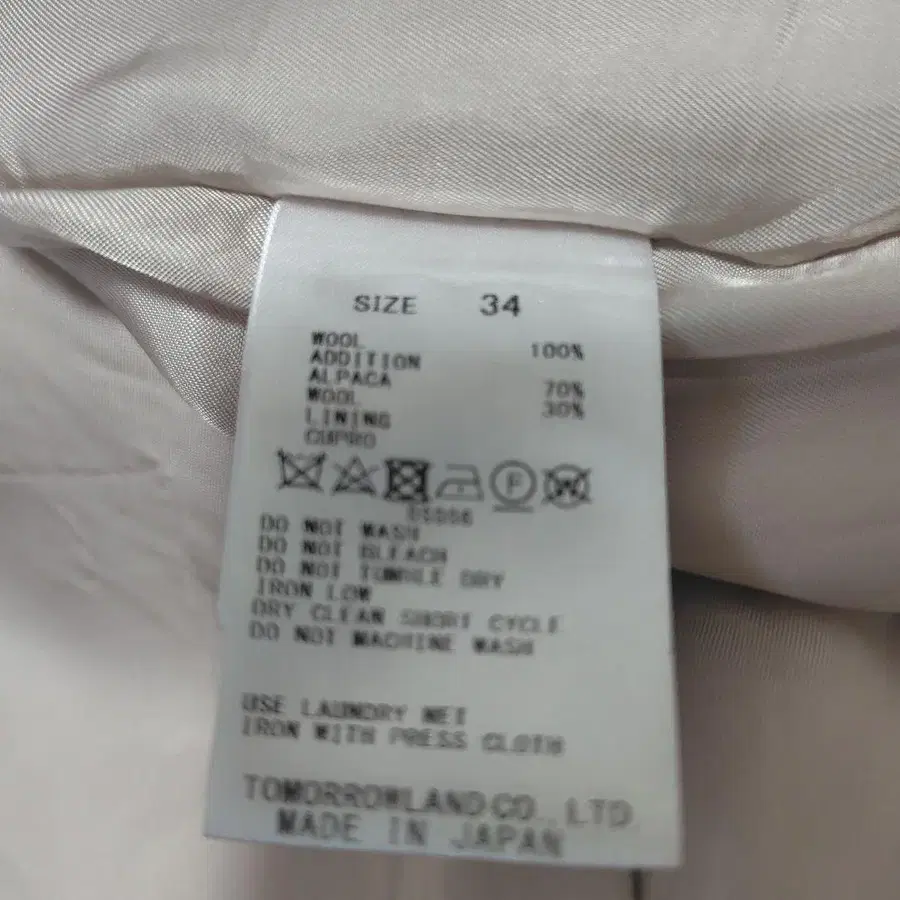 SIZE 34
WOOL 100%
ADDITION
ALPACA 70%
WOOL 30%
LINING
CUPRO
F
W
DO NOT WASH
DO NOT BLEACH
DO NOT TUMBLE DRY
IRON LOW
DRY CLEAN SHORT CYCLE
DO NOT MACHINE WASH
USE LAUNDRY NET
IRON WITH PRESS CLOTH
TOMORROWLAND CO., LTD.
MADE IN JAPAN